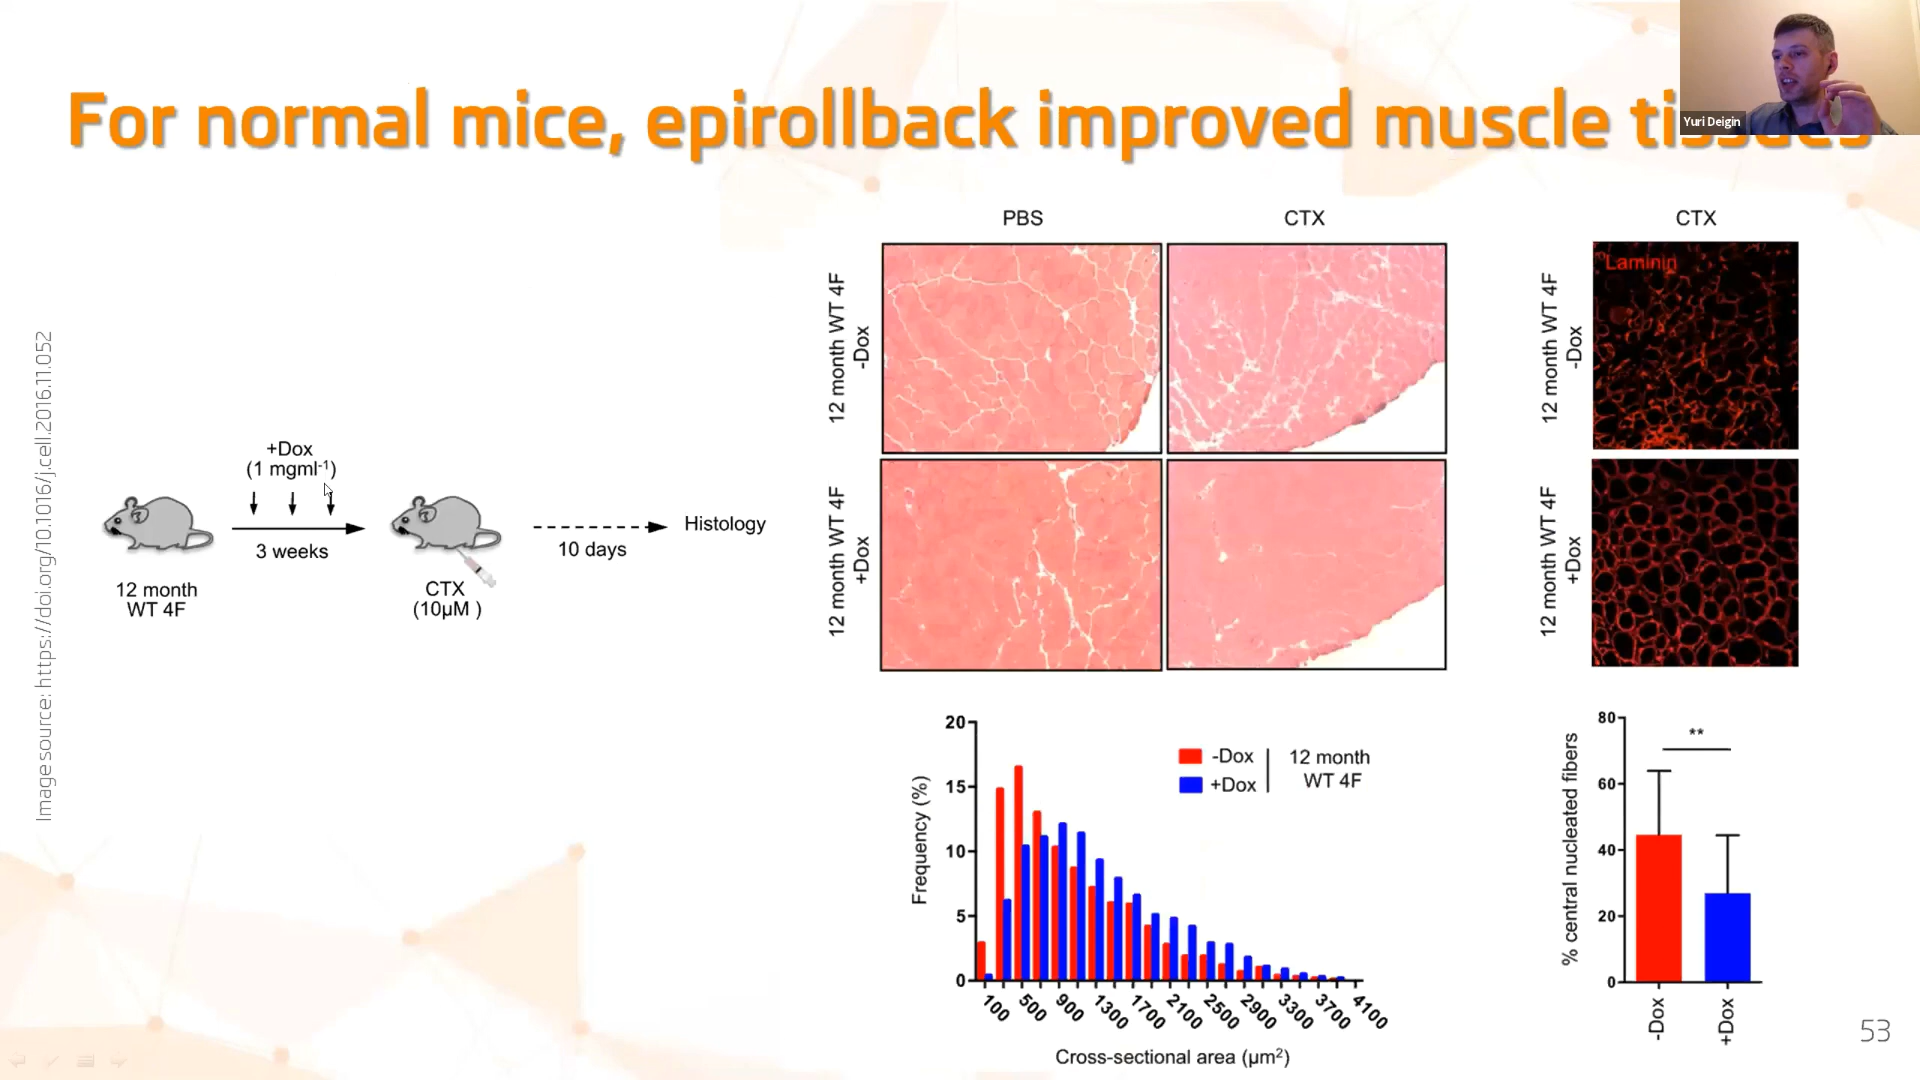 For normal mice, epirollback improved muscle tissues
Yuri Deigin
Image source: https://doi.org/10.1016/j.cell.2016.11.052
+Dox
(1 mgml-1)
3 weeks
12 month
WT 4F
CTX
(10µM )
10 days
Histology
PBS
CTX
12 month WT 4F
-Dox
12 month WT 4F
+Dox
CTX
Laminin
12 month WT 4F
-Dox
12 month WT 4F
+Dox
Frequency (%)
20
15
10
5
0
-Dox
+Dox
12 month
WT 4F
100 500 900 1300 1700 2100 2500 2900 3300 3700 4100
Cross-sectional area (µm2)
% central nucleated fibers
80
60
40
20
0
**
-Dox
+Dox
53